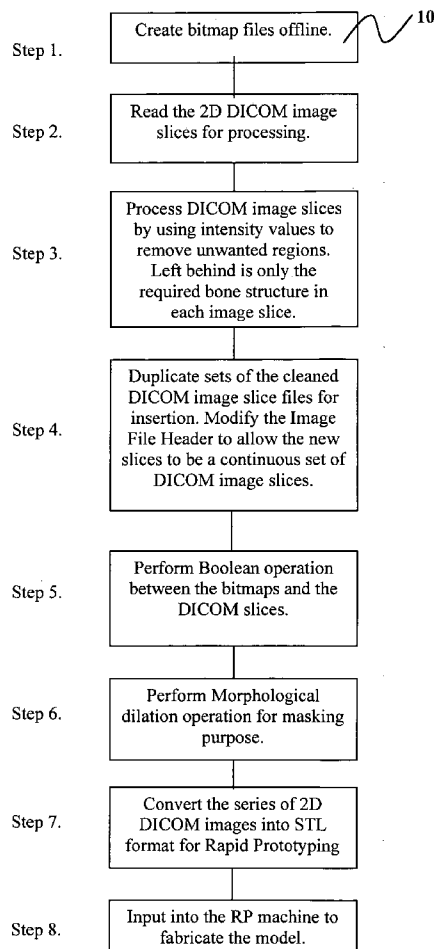 Step 1.
Create bitmap files offline.
10
Step 2.
Read the 2D DICOM image
slices for processing.
Step 3.
Process DICOM image slices
by using intensity values to
remove unwanted regions.
Left behind is only the
required bone structure in
each image slice.
Step 4.
Duplicate sets of the cleaned
DICOM image slice files for
insertion. Modify the Image
File Header to allow the new
slices to be a continuous set of
DICOM image slices.
Step 5.
Perform Boolean operation
between the bitmaps and the
DICOM slices.
Step 6.
Perform Morphological
dilation operation for masking
purpose.
Step 7.
Convert the series of 2D
DICOM images into STL
format for Rapid Prototyping
Step 8.
Input into the RP machine to
fabricate the model.